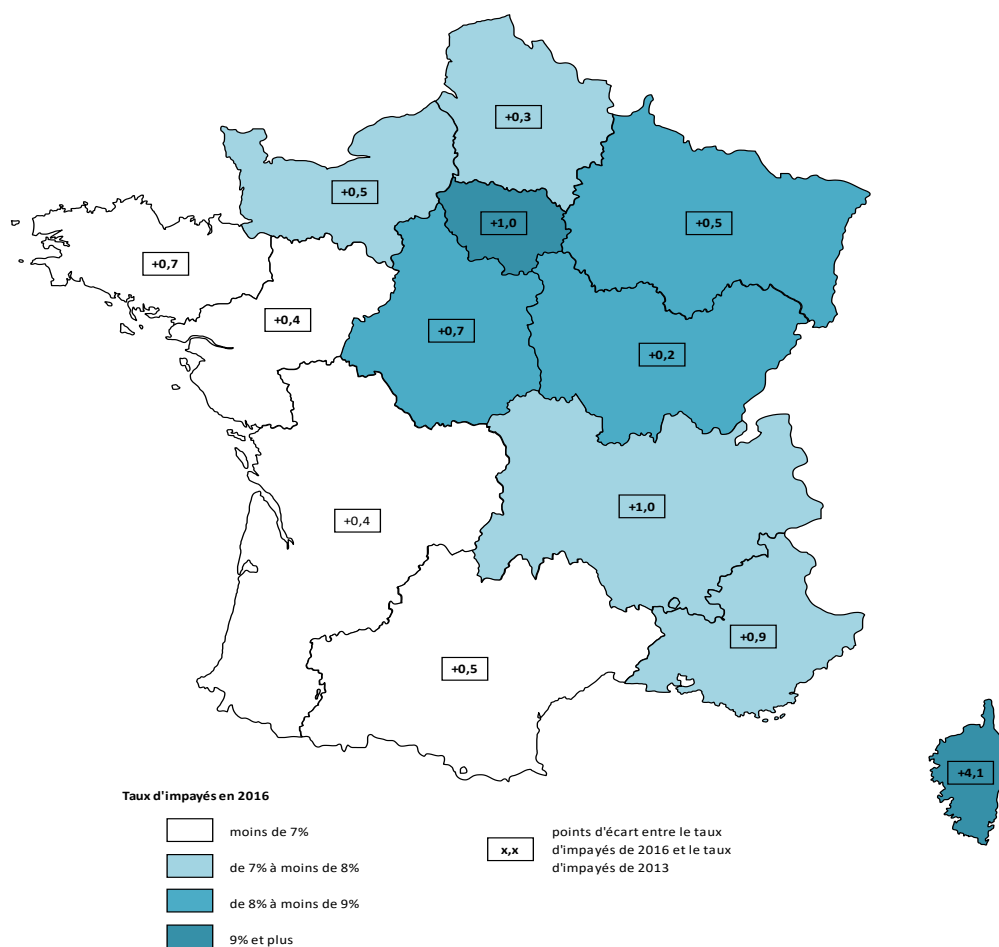 +0,3
+0,5
+1,0
+0,5
+0,7
+0,4
+0,7
+0,2
+0,4
+1,0
+0,9
+0,5
+4,1
Taux d'impayés en 2016
moins de 7%
de 7% à moins de 8%
de 8% à moins de 9%
9% et plus
x,x
points d'écart entre le taux
d'impayés de 2016 et le taux
d'impayés de 2013